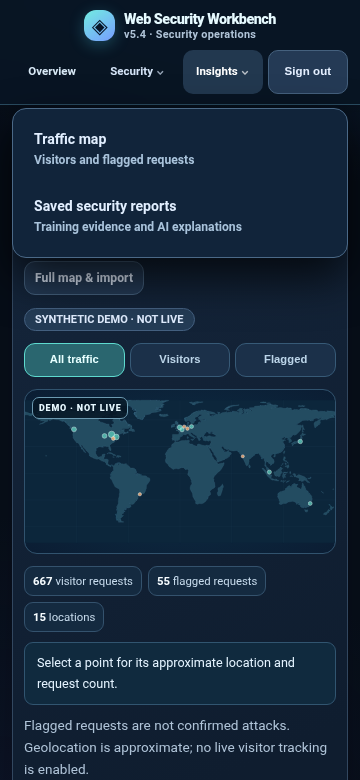 Web Security Workbench
v5.4 · Security operations
Overview
Security
Insights
Sign out
Traffic map
Visitors and flagged requests
Saved security reports
Training evidence and AI explanations
Full map & import
SYNTHETIC DEMO · NOT LIVE
All traffic
Visitors
Flagged
DEMO · NOT LIVE
667 visitor requests
55 flagged requests
15 locations
Select a point for its approximate location and
request count.
Flagged requests are not confirmed attacks.
Geolocation is approximate; no live visitor tracking
is enabled.